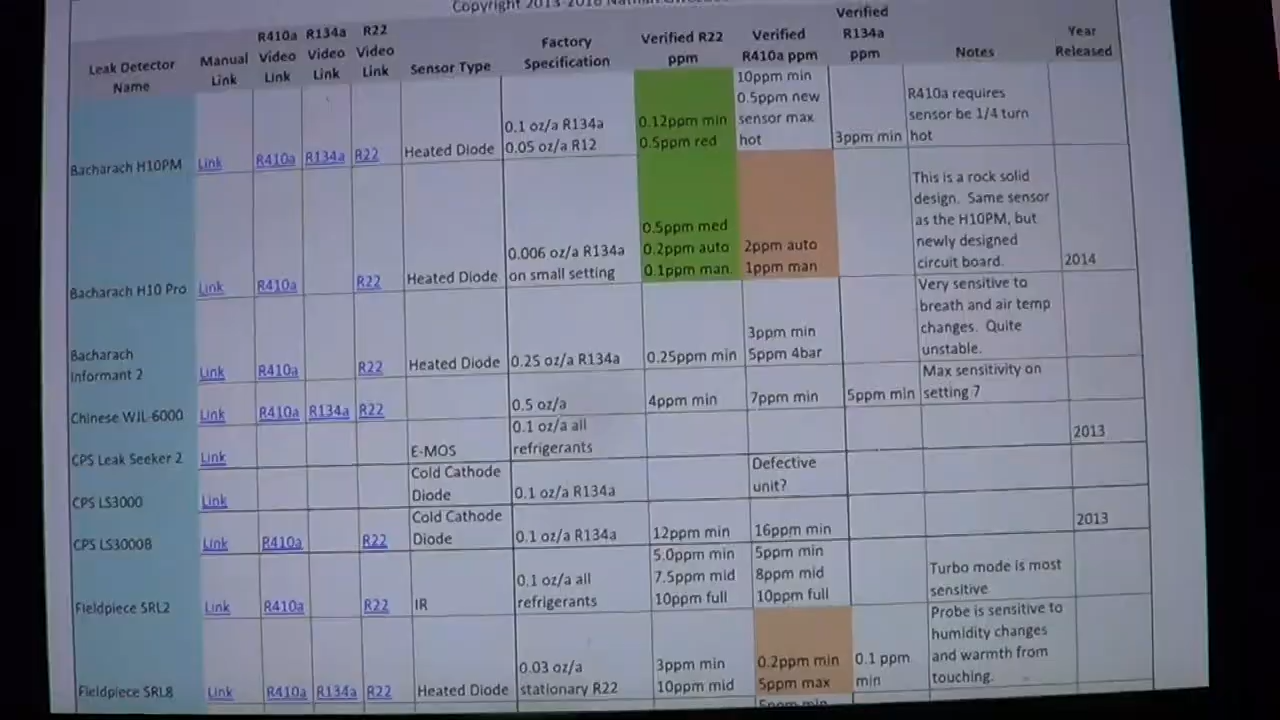 Copyright 2013-2016
Leak Detector Name
Manual Link
R410a Video Link
R134a Video Link
R22 Video Link
Sensor Type
Factory Specification
Verified R22 ppm
Verified R410a ppm
Verified R134a ppm
Notes
Year Released
Bacharach H10PM
Link
R410a
R134a
R22
Heated Diode
0.1 oz/a R134a
0.05 oz/a R12
0.12ppm min
0.5ppm red
10ppm min
0.5ppm new
sensor max
hot
3ppm min
R410a requires
sensor be 1/4 turn
hot
Bacharach H10 Pro
Link
R410a
R22
Heated Diode
0.006 oz/a R134a
on small setting
0.5ppm med
0.2ppm auto
0.1ppm man.
2ppm auto
1ppm man
This is a rock solid
design. Same sensor
as the H10PM, but
newly designed
circuit board.
2014
Bacharach
Informant 2
Link
R410a
R22
Heated Diode
0.25 oz/a R134a
0.25ppm min
3ppm min
5ppm 4bar
Very sensitive to
breath and air temp
changes. Quite
unstable.
Chinese WJL-6000
Link
R410a
R134a
R22
0.5 oz/a
4ppm min
7ppm min
5ppm min
Max sensitivity on
setting 7
CPS Leak Seeker 2
Link
E-MOS
0.1 oz/a all
refrigerants
2013
CPS LS3000
Link
Cold Cathode
Diode
0.1 oz/a R134a
Defective
unit?
CPS LS3000B
Link
R410a
R22
Cold Cathode
Diode
0.1 oz/a R134a
12ppm min
16ppm min
2013
Fieldpiece SRL2
Link
R410a
R22
IR
0.1 oz/a all
refrigerants
5.0ppm min
7.5ppm mid
10ppm full
5ppm min
8ppm mid
10ppm full
Turbo mode is most
sensitive
Fieldpiece SRL8
Link
R410a
R134a
R22
Heated Diode
0.03 oz/a
stationary R22
3ppm min
10ppm mid
0.2ppm min
5ppm max
0.1 ppm
min
Probe is sensitive to
humidity changes
and warmth from
touching.